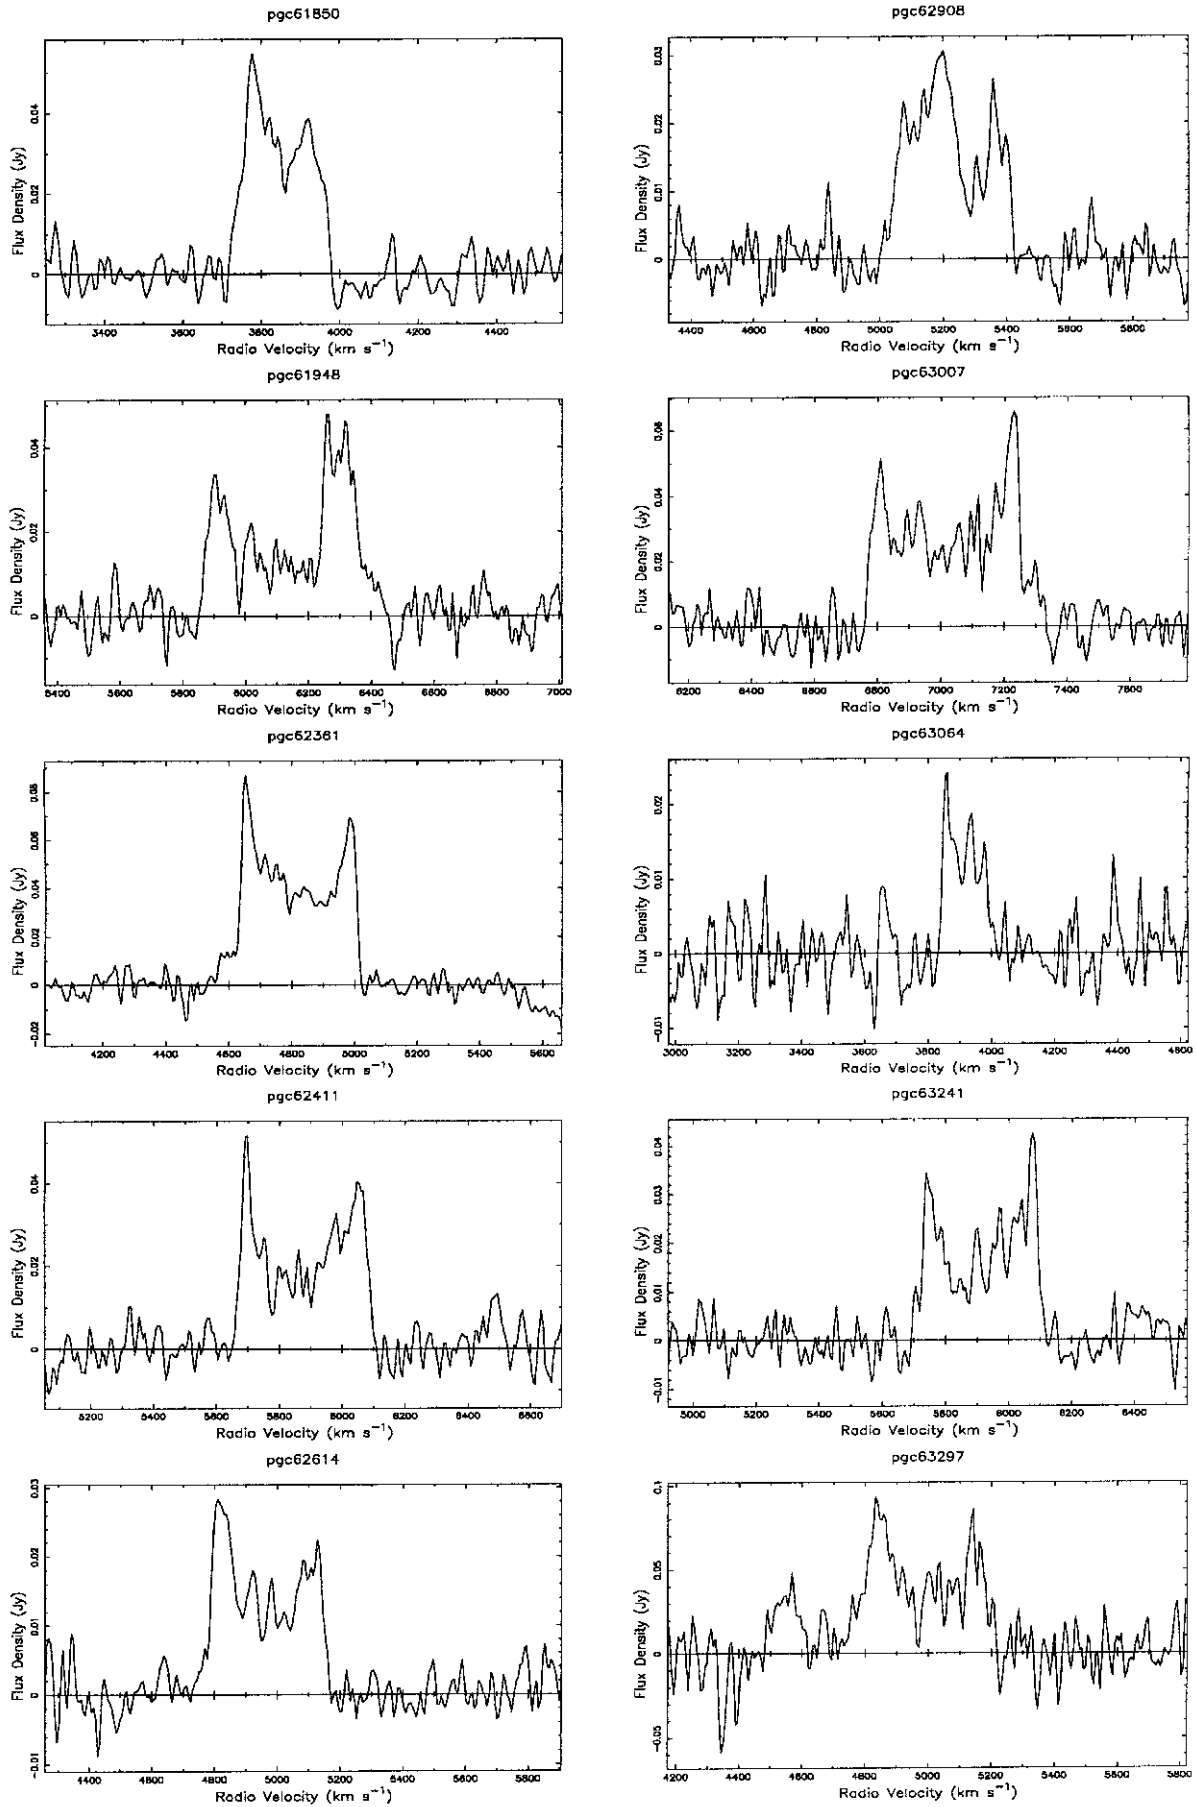 pgc61850
0.04
0.02
0
Flux Density (Jy)
3400 3600 3800 4000 4200 4400
Radio Velocity (km s⁻¹)
pgc62908
0.03
0.02
0.01
0
Flux Density (Jy)
4400 4600 4800 5000 5200 5400 5600 5800
Radio Velocity (km s⁻¹)
pgc61948
0.04
0.02
0
Flux Density (Jy)
5400 5600 5800 6000 6200 6400 6600 6800 7000
Radio Velocity (km s⁻¹)
pgc63007
0.06
0.04
0.02
0
Flux Density (Jy)
6200 6400 6600 6800 7000 7200 7400 7600
Radio Velocity (km s⁻¹)
pgc62361
0.08
0.06
0.04
0.02
0
−0.02
Flux Density (Jy)
4200 4400 4600 4800 5000 5200 5400 5600
Radio Velocity (km s⁻¹)
pgc63064
0.02
0.01
0
−0.01
Flux Density (Jy)
3000 3200 3400 3600 3800 4000 4200 4400 4600
Radio Velocity (km s⁻¹)
pgc62411
0.04
0.02
0
Flux Density (Jy)
5200 5400 5600 5800 6000 6200 6400 6600
Radio Velocity (km s⁻¹)
pgc63241
0.04
0.03
0.02
0.01
0
−0.01
Flux Density (Jy)
5000 5200 5400 5600 5800 6000 6200 6400
Radio Velocity (km s⁻¹)
pgc62614
0.03
0.02
0.01
0
−0.01
Flux Density (Jy)
4400 4600 4800 5000 5200 5400 5600 5800
Radio Velocity (km s⁻¹)
pgc63297
0.1
0.05
0
−0.05
Flux Density (Jy)
4200 4400 4600 4800 5000 5200 5400 5600 5800
Radio Velocity (km s⁻¹)